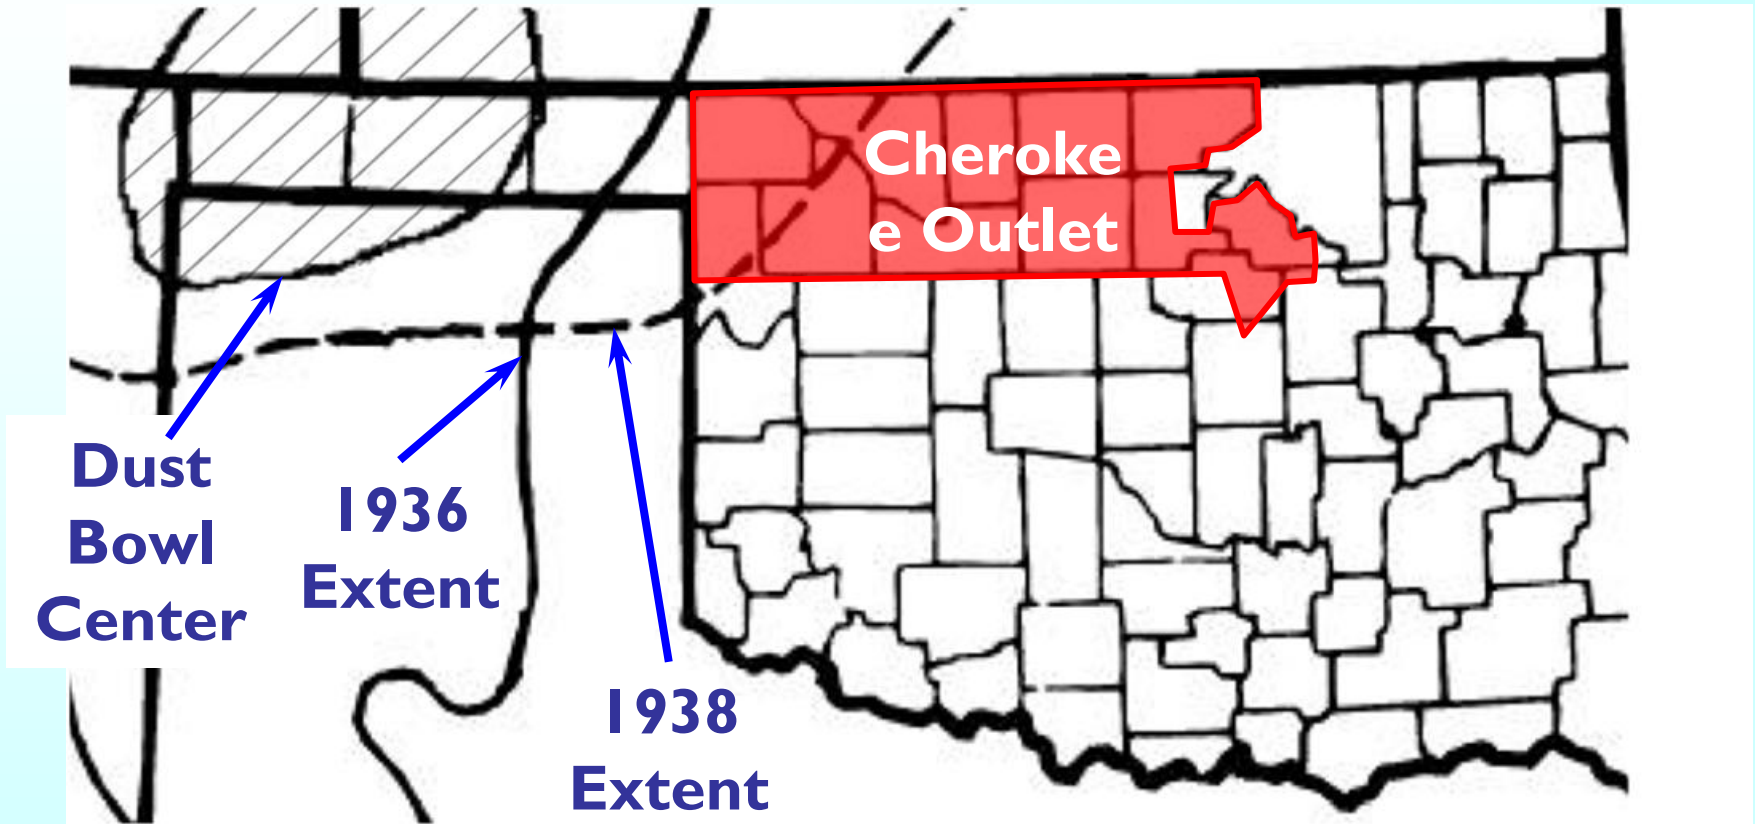 Cheroke
e Outlet
Dust
Bowl
Center
1936
Extent
1938
Extent